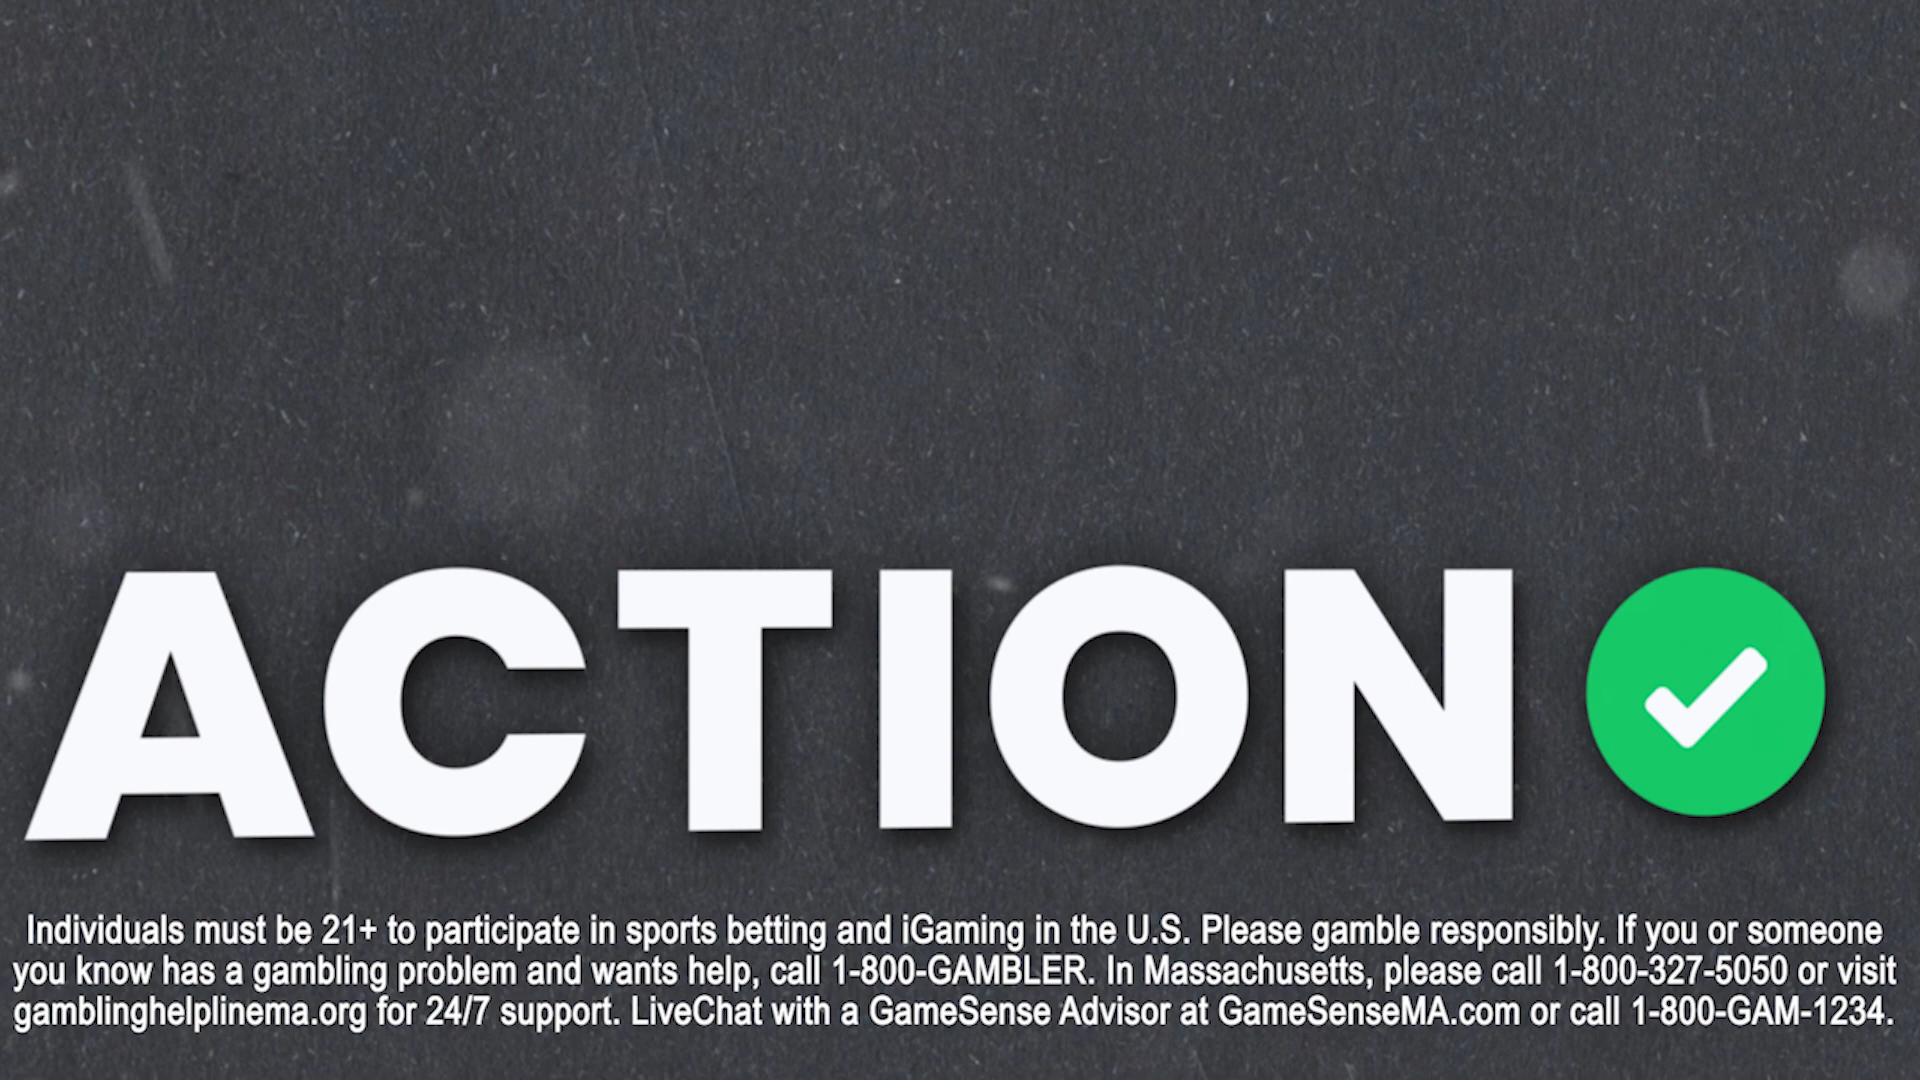 ACTION
Individuals must be 21+ to participate in sports betting and iGaming in the U.S. Please gamble responsibly. If you or someone
you know has a gambling problem and wants help, call 1-800-GAMBLER. In Massachusetts, please call 1-800-327-5050 or visit
gamblinghelplinema.org for 24/7 support. LiveChat with a GameSense Advisor at GameSenseMA.com or call 1-800-GAM-1234.